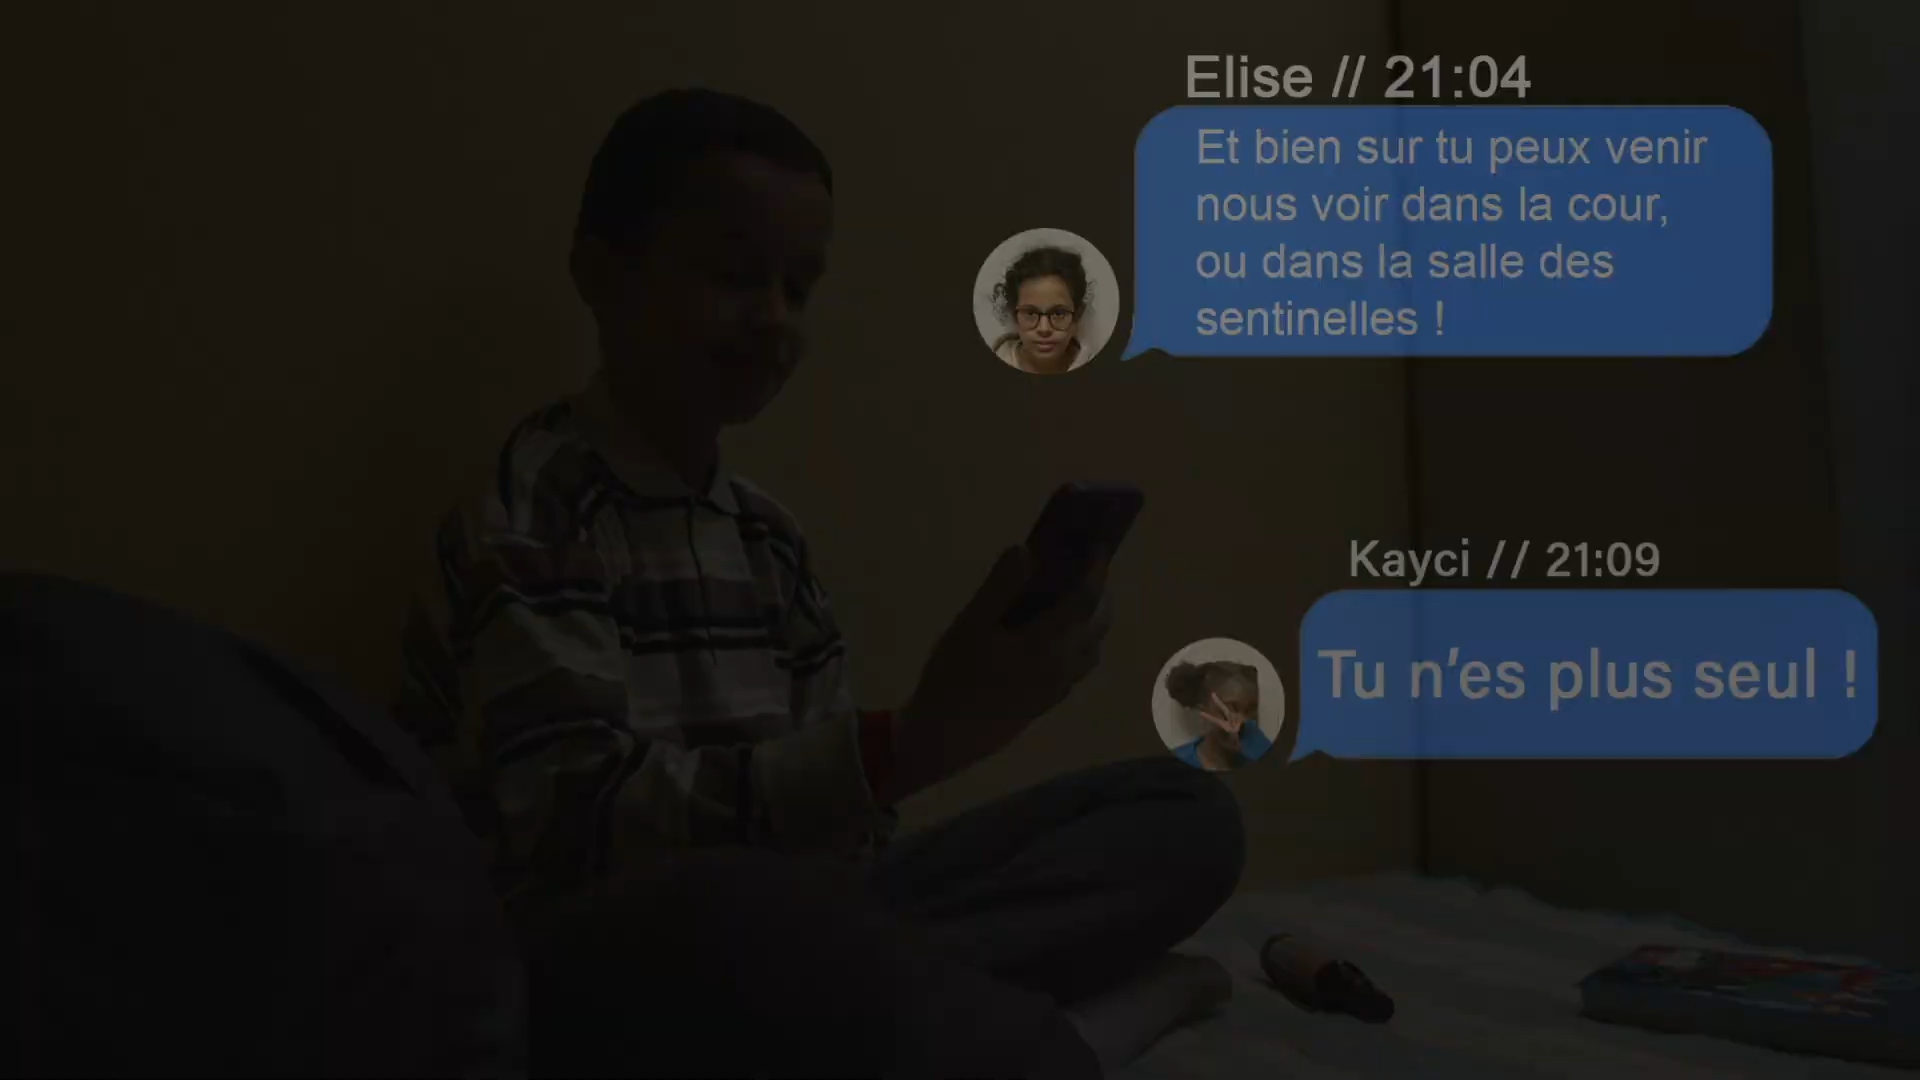 Elise // 21:04
Et bien sur tu peux venir
nous voir dans la cour,
ou dans la salle des
sentinelles !
Kayci // 21:09
Tu n’es plus seul !